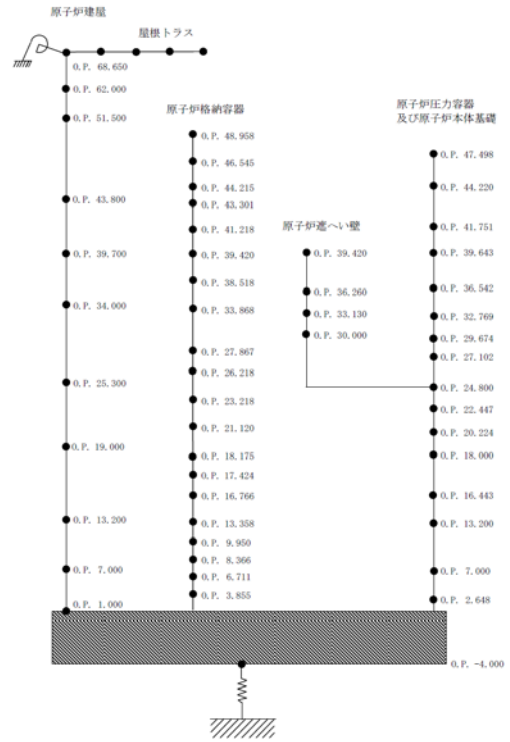 原子炉建屋
屋根トラス
O.P. 68.650
O.P. 62.000
O.P. 51.500
O.P. 43.800
O.P. 39.700
O.P. 34.000
O.P. 25.300
O.P. 19.000
O.P. 13.200
O.P. 7.000
O.P. 1.000
原子炉格納容器
O.P. 48.958
O.P. 46.545
O.P. 44.215
O.P. 43.301
O.P. 41.218
O.P. 39.420
O.P. 38.518
O.P. 33.868
O.P. 27.867
O.P. 26.218
O.P. 23.218
O.P. 21.120
O.P. 18.175
O.P. 17.424
O.P. 16.766
O.P. 13.358
O.P. 9.950
O.P. 8.366
O.P. 6.711
O.P. 3.855
原子炉遮へい壁
O.P. 39.420
O.P. 36.260
O.P. 33.130
O.P. 30.000
原子炉圧力容器
及び原子炉本体基礎
O.P. 47.498
O.P. 44.220
O.P. 41.751
O.P. 39.643
O.P. 36.542
O.P. 32.769
O.P. 29.674
O.P. 27.102
O.P. 24.800
O.P. 22.447
O.P. 20.224
O.P. 18.000
O.P. 16.443
O.P. 13.200
O.P. 7.000
O.P. 2.648
O.P. -4.000